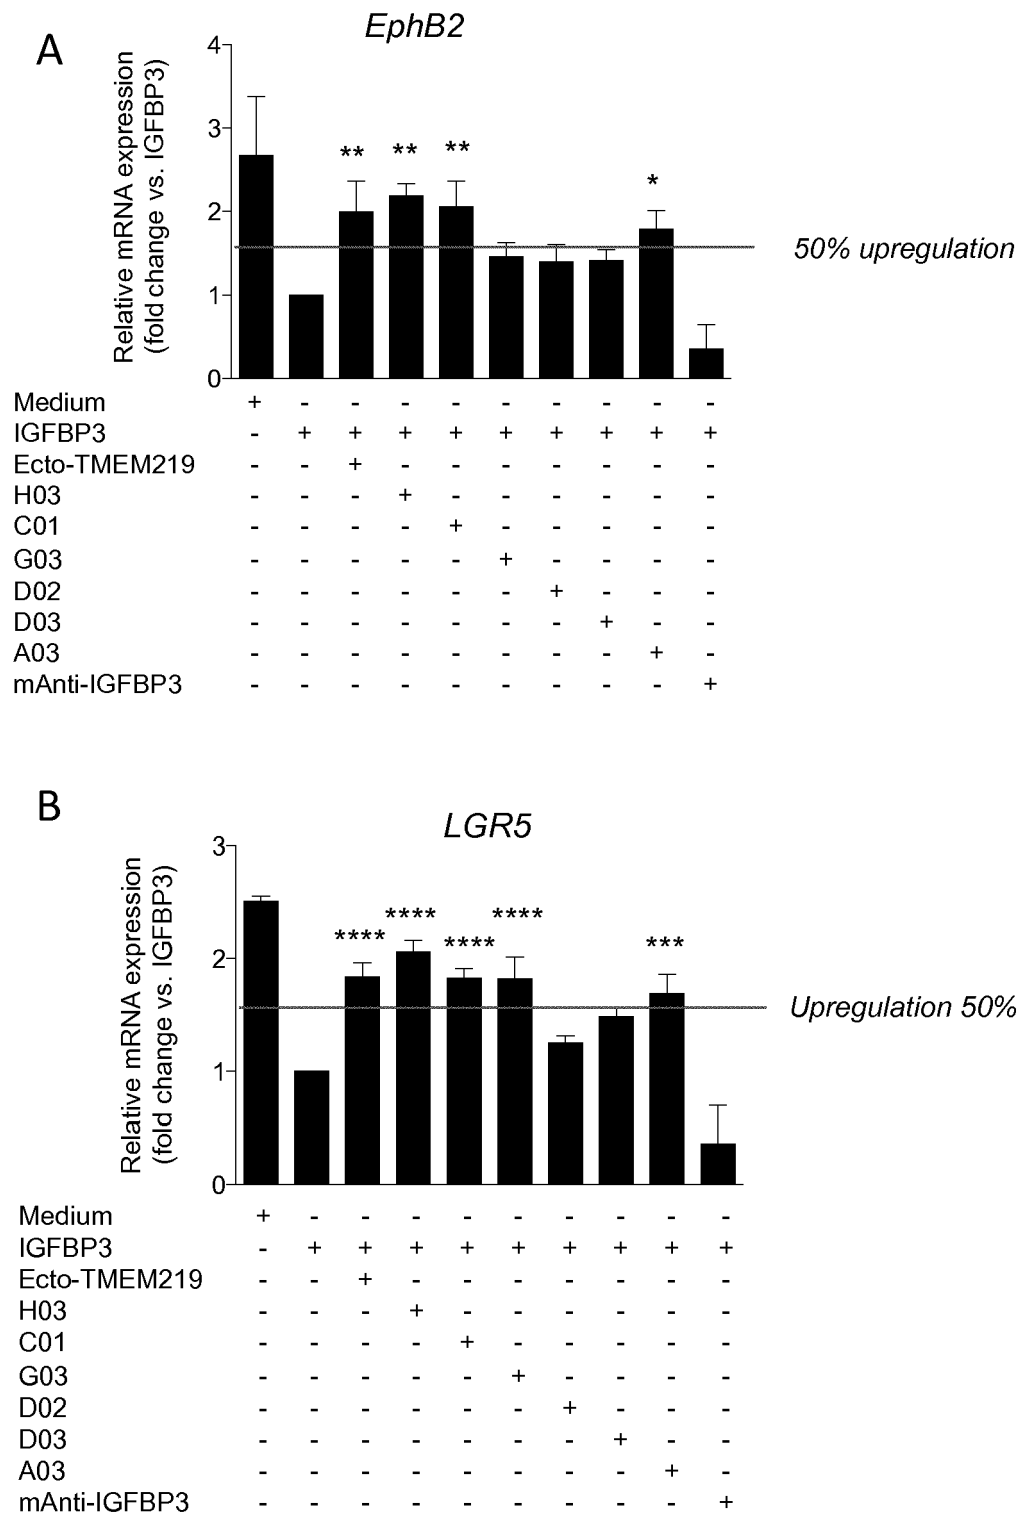 A
EphB2
Relative mRNA expression
(fold change vs. IGFBP3)
4
3
2
1
0
** ** ** *
50% upregulation
Medium + - - - - - - - - -
IGFBP3 - + + + + + + + + +
Ecto-TMEM219 - - + - - - - - - -
H03 - - - + - - - - - -
C01 - - - - + - - - - -
G03 - - - - - + - - - -
D02 - - - - - - + - - -
D03 - - - - - - - + - -
A03 - - - - - - - - + -
mAnti-IGFBP3 - - - - - - - - - +
B
LGR5
Relative mRNA expression
(fold change vs. IGFBP3)
3
2
1
0
**** **** **** **** ***
Upregulation 50%
Medium + - - - - - - - - -
IGFBP3 - + + + + + + + + +
Ecto-TMEM219 - - + - - - - - - -
H03 - - - + - - - - - -
C01 - - - - + - - - - -
G03 - - - - - + - - - -
D02 - - - - - - + - - -
D03 - - - - - - - + - -
A03 - - - - - - - - + -
mAnti-IGFBP3 - - - - - - - - - +